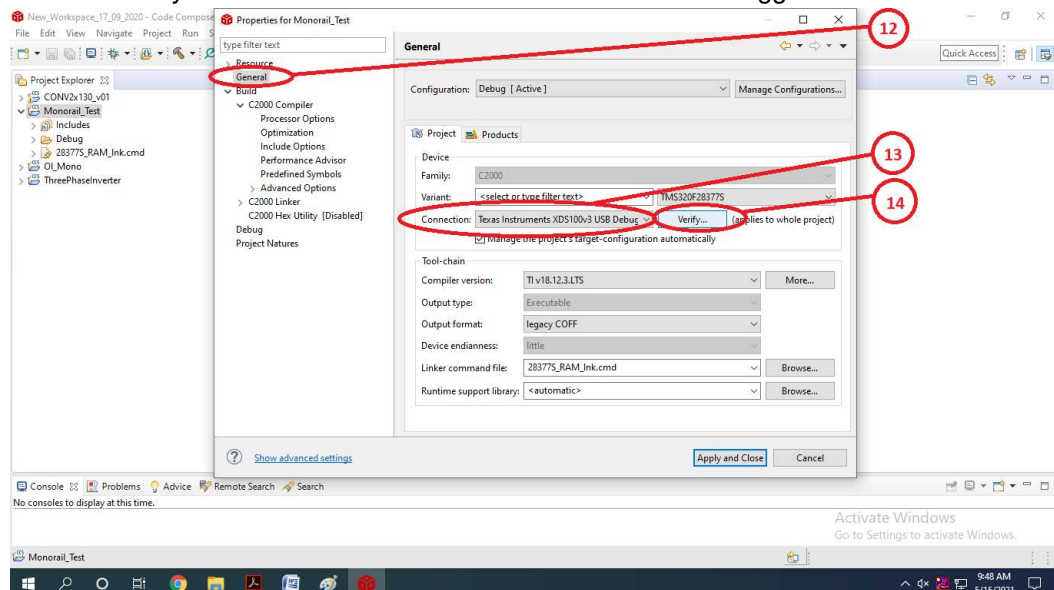 New_Workspace_17_09_2020 - Code Compose
File Edit View Navigate Project Run S
Quick Access
Project Explorer
CONV2x130_v01
Monorail_Test
Includes
Debug
28377S_RAM_lnk.cmd
OI_Mono
ThreePhaseInverter
Properties for Monorail_Test
type filter text
Resource
General
Build
C2000 Compiler
Processor Options
Optimization
Include Options
Performance Advisor
Predefined Symbols
Advanced Options
C2000 Linker
C2000 Hex Utility [Disabled]
Debug
Project Natures
General
Configuration: Debug [ Active ] Manage Configurations...
Project Products
Device
Family: C2000
Variant: <select or type filter text> TMS320F28377S
Connection: Texas Instruments XDS100v3 USB Debug Verify... (applies to whole project)
Manage the project's target-configuration automatically
Tool-chain
Compiler version: TI v18.12.3.LTS More...
Output type: Executable
Output format: legacy COFF
Device endianness: little
Linker command file: 28377S_RAM_lnk.cmd Browse...
Runtime support library: <automatic> Browse...
Show advanced settings
Apply and Close Cancel
12
13
14
Console Problems Advice Remote Search Search
No consoles to display at this time.
Activate Windows
Go to Settings to activate Windows.
Monorail_Test
9:48 AM
5/15/2021